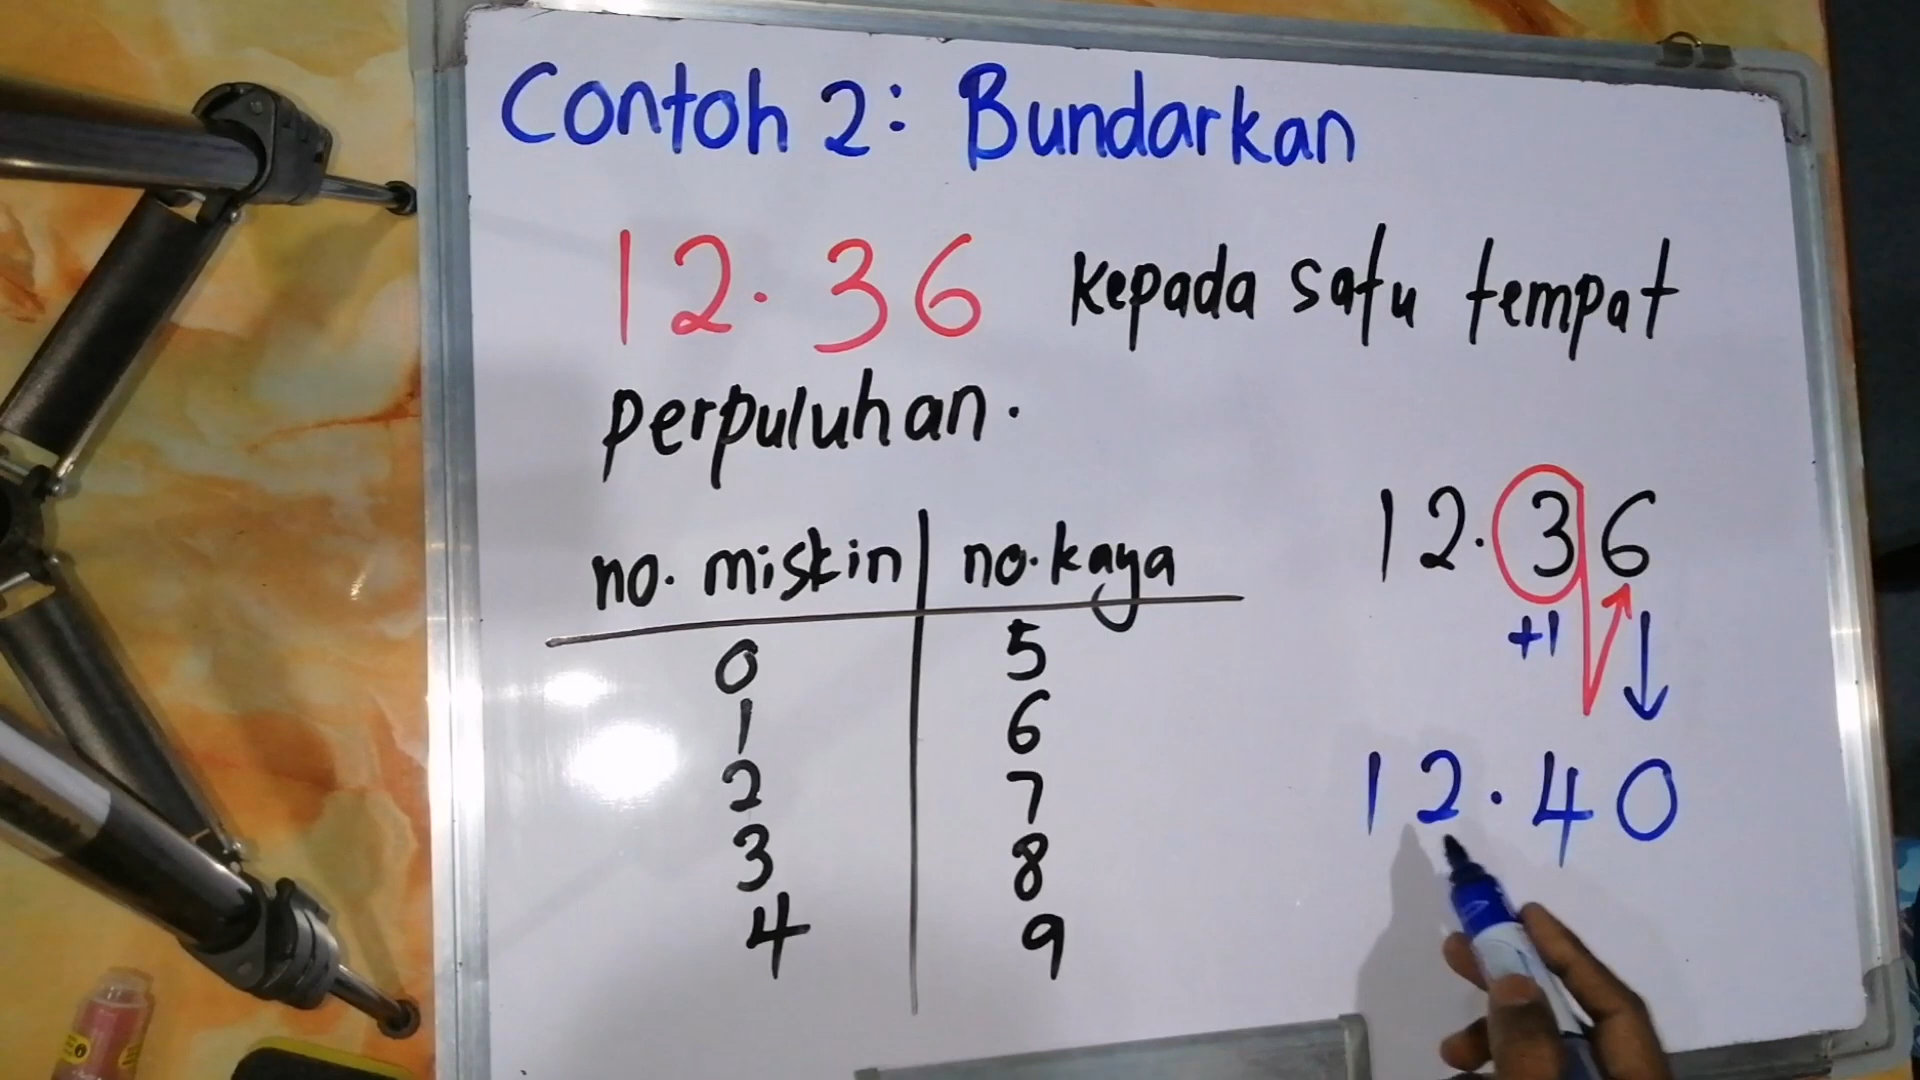 Contoh 2: Bundarkan
12.36 kepada satu tempat
perpuluhan.
no. miskin no. kaya
0 5
1 6
2 7
3 8
4 9
12.36
+1
12.40